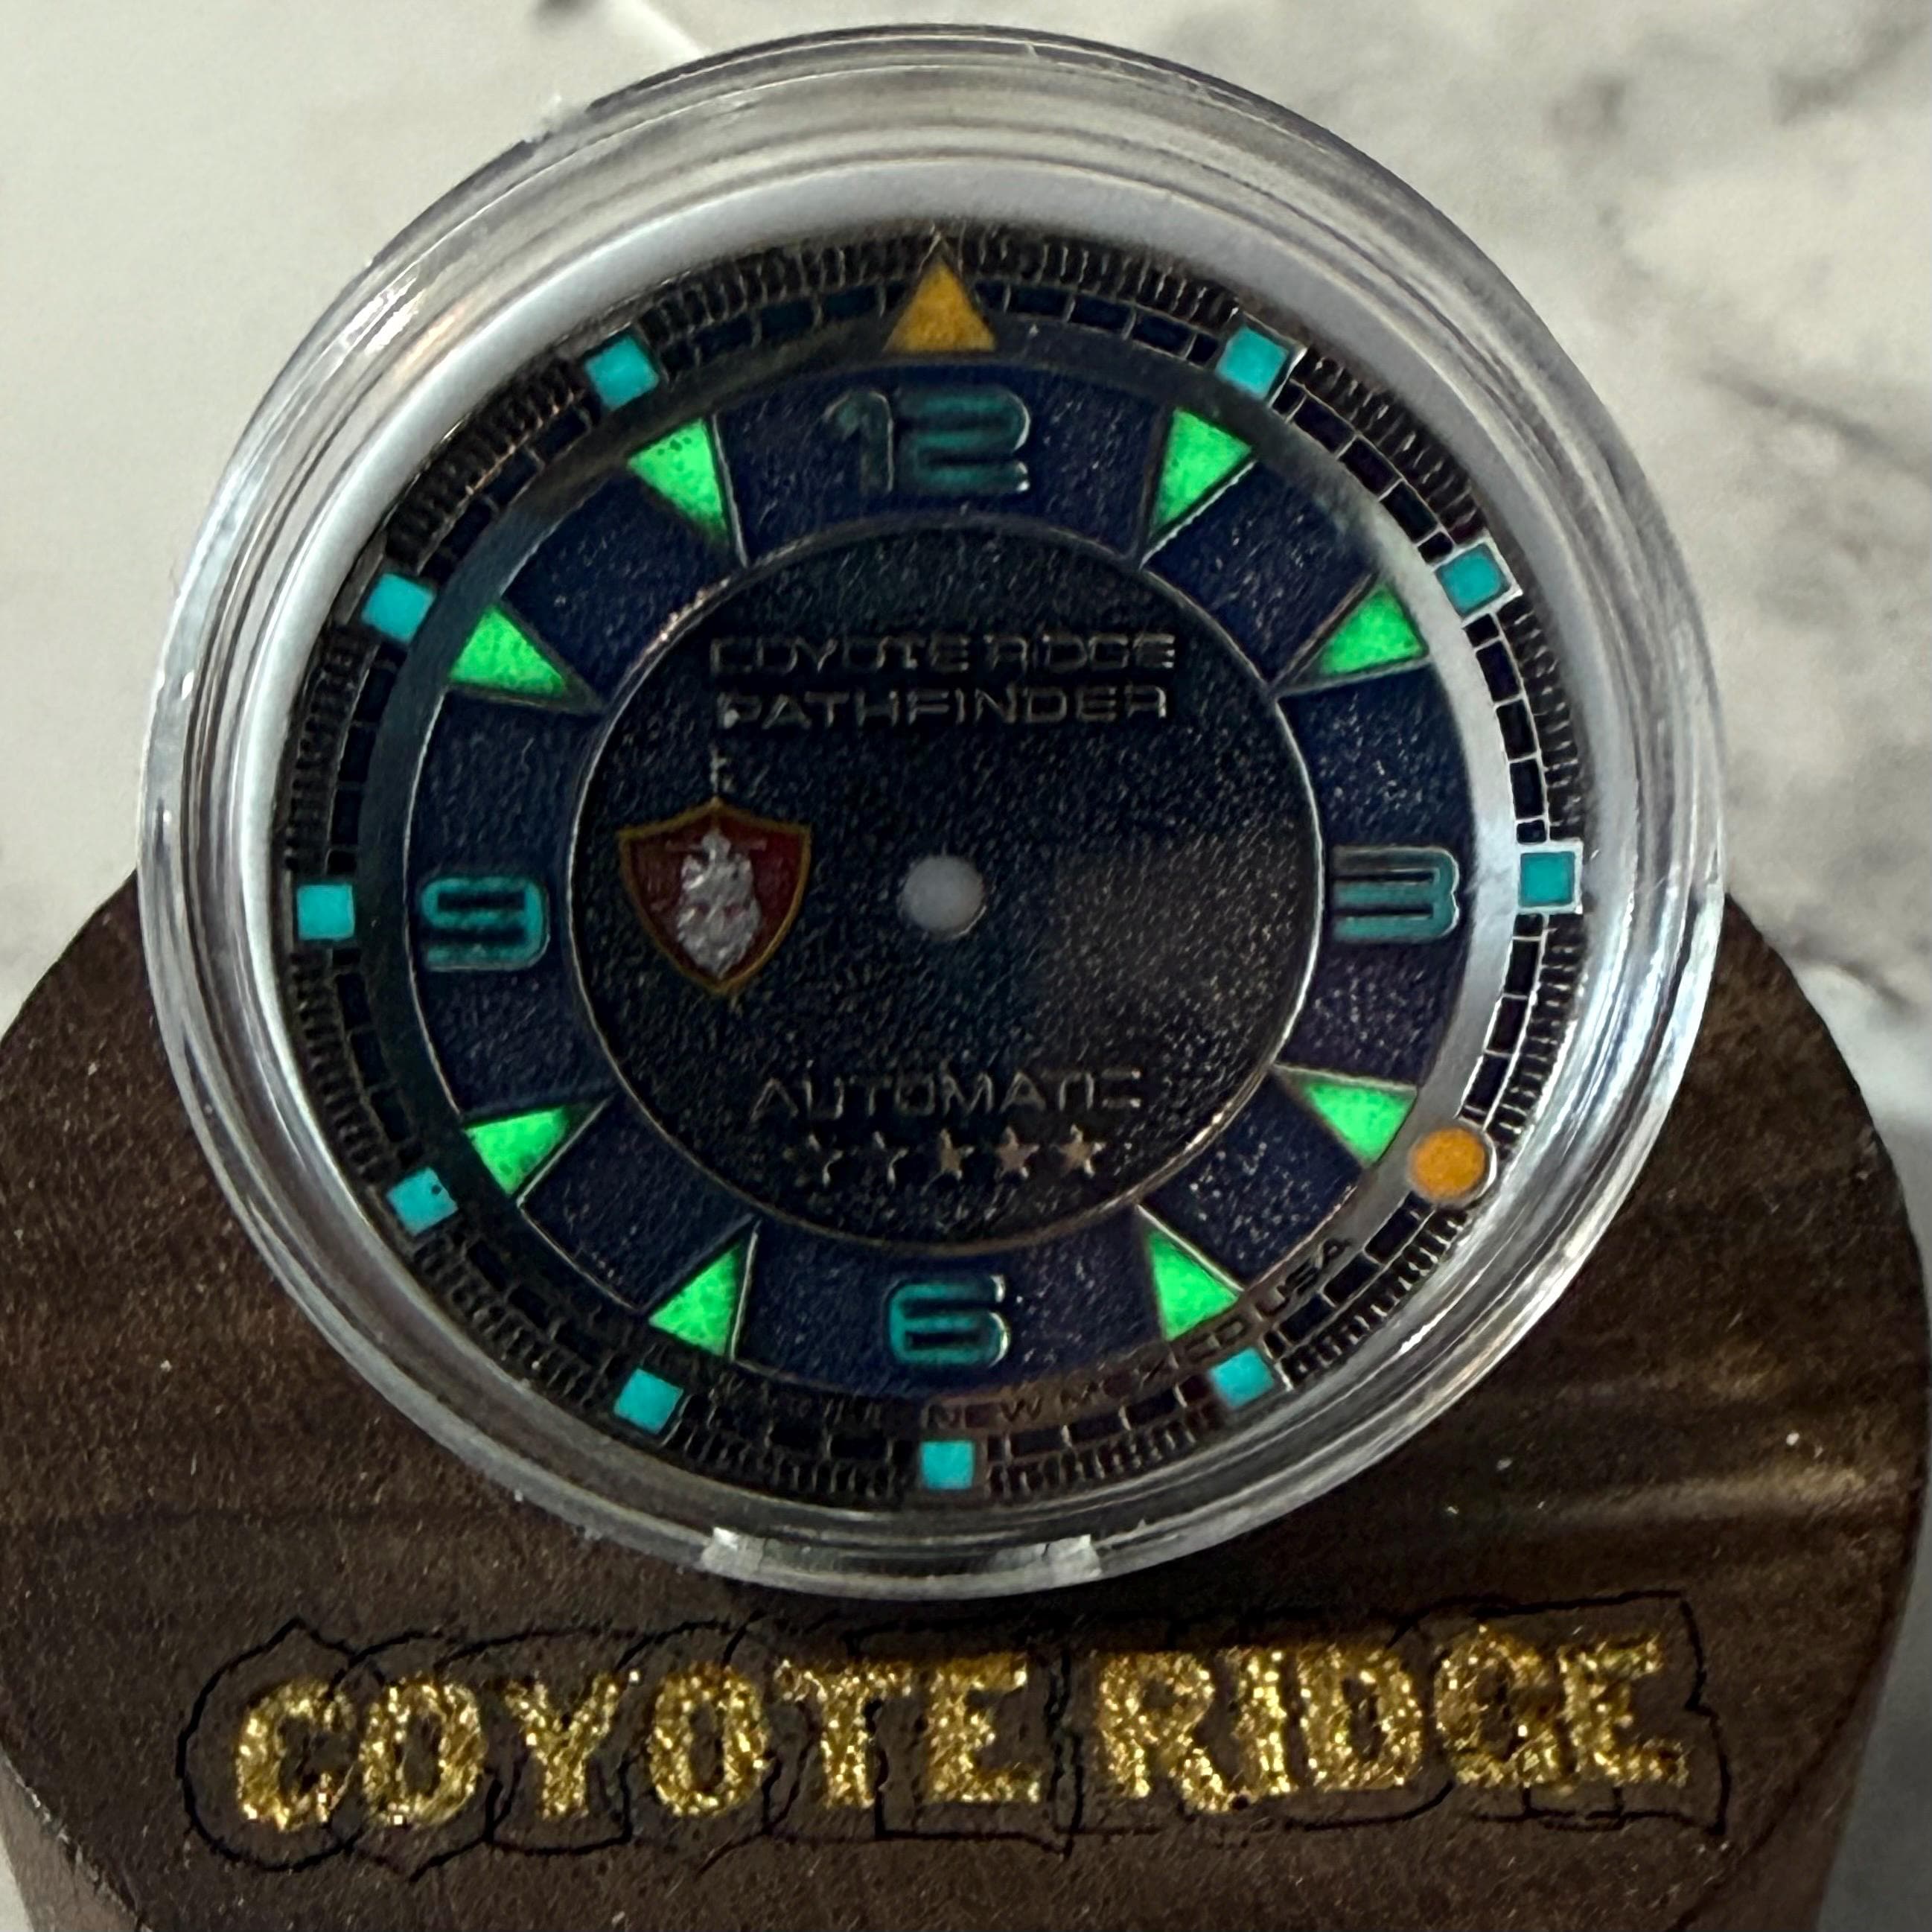 12
COYOTE RIDGE
PATHFINDER
9
3
AUTOMATIC
6
NEW MEXICO USA
COYOTE RIDGE